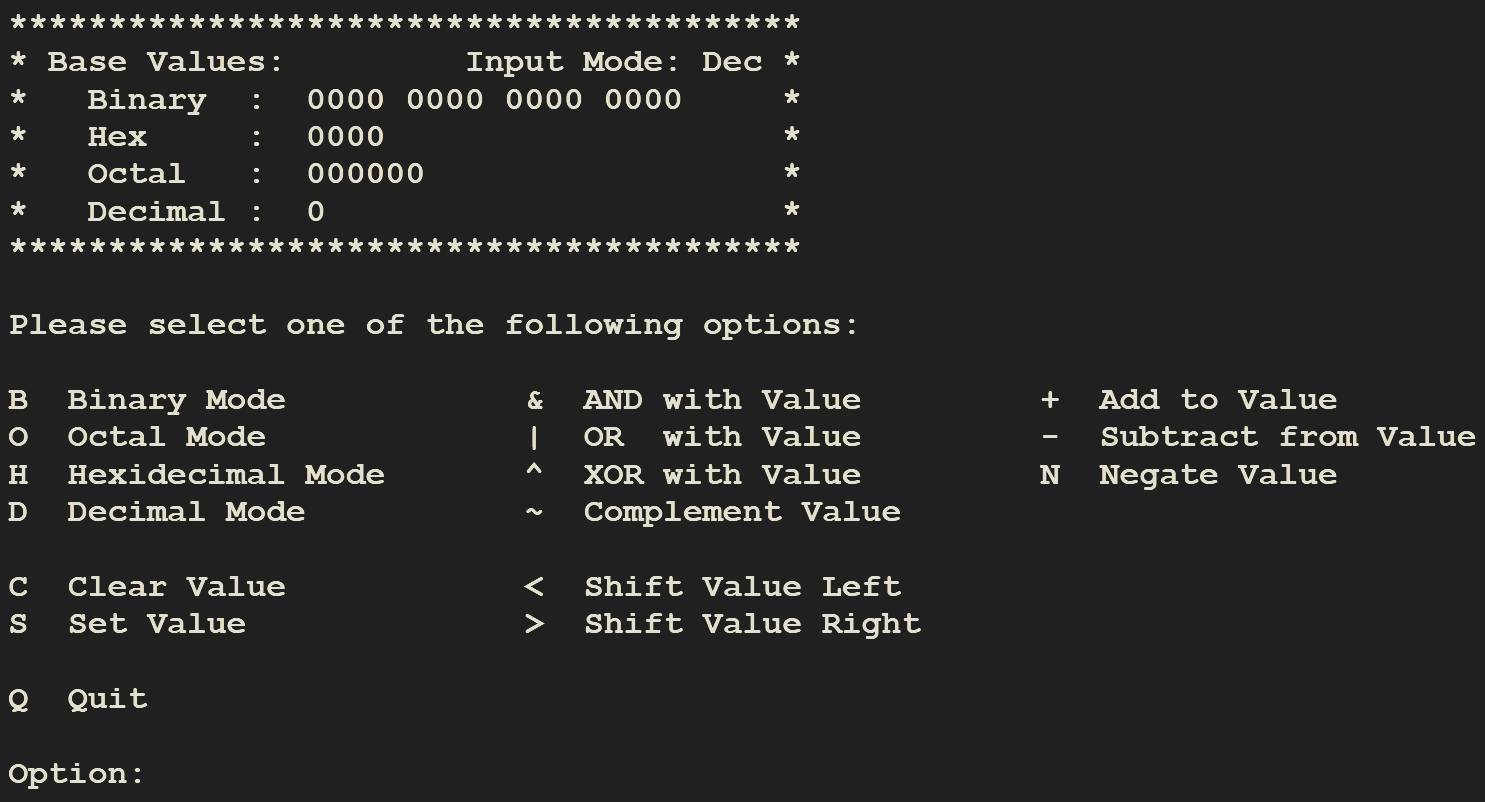 ****************************************
* Base Values:         Input Mode: Dec *
*   Binary  :  0000 0000 0000 0000     *
*   Hex     :  0000                    *
*   Octal   :  000000                  *
*   Decimal :  0                       *
****************************************
Please select one of the following options:
B  Binary Mode            &  AND with Value         +  Add to Value
O  Octal Mode             |  OR  with Value         -  Subtract from Value
H  Hexidecimal Mode       ^  XOR with Value         N  Negate Value
D  Decimal Mode           ~  Complement Value
C  Clear Value            <  Shift Value Left
S  Set Value              >  Shift Value Right
Q  Quit
Option: